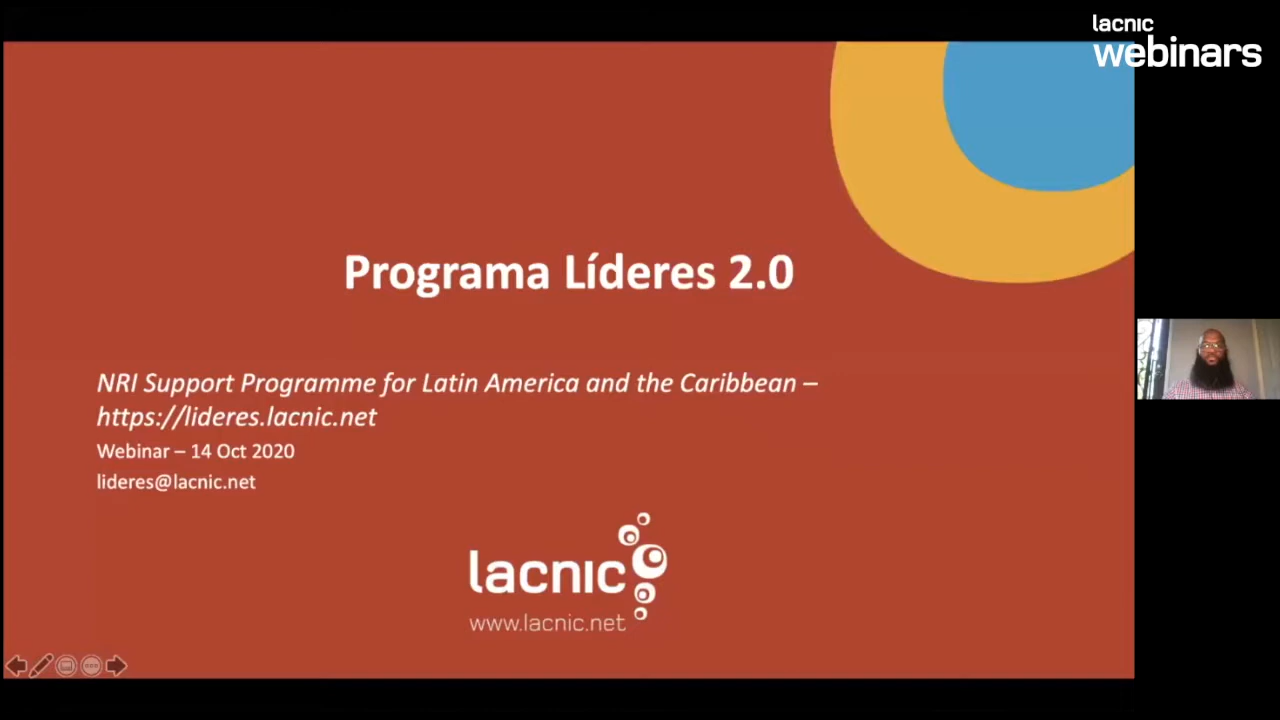 lacnic
webinars
Programa Líderes 2.0
NRI Support Programme for Latin America and the Caribbean –
https://lideres.lacnic.net
Webinar – 14 Oct 2020
lideres@lacnic.net
lacnic
www.lacnic.net